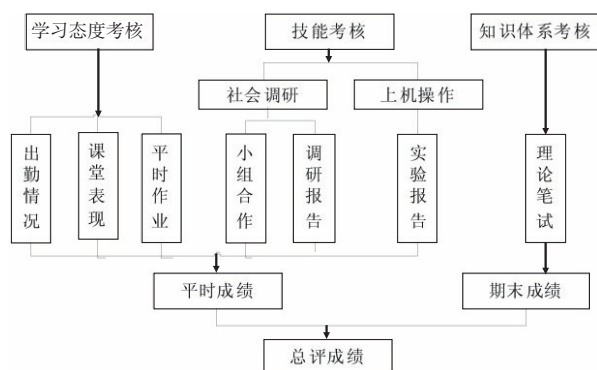 学习态度考核
技能考核
知识体系考核
社会调研
上机操作
出勤情况
课堂表现
平时作业
小组合作
调研报告
实验报告
理论笔试
平时成绩
期末成绩
总评成绩